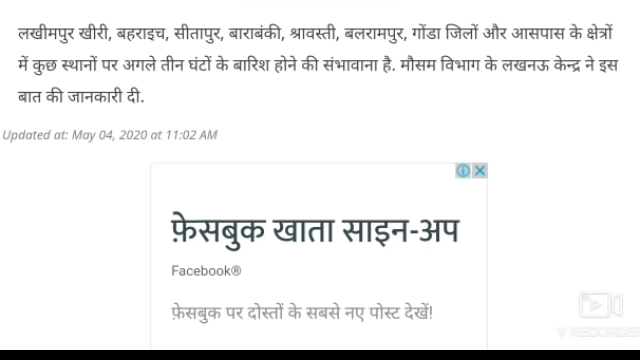 लखीमपुर खीरी, बहराइच, सीतापुर, बाराबंकी, श्रावस्ती, बलरामपुर, गोंडा जिलों और आसपास के क्षेत्रों
में कुछ स्थानों पर अगले तीन घंटों के बारिश होने की संभावाना है. मौसम विभाग के लखनऊ केन्द्र ने इस
बात की जानकारी दी.
Updated at: May 04, 2020 at 11:02 AM
फ़ेसबुक खाता साइन-अप
Facebook®
फ़ेसबुक पर दोस्तों के सबसे नए पोस्ट देखें!
V RECORDER